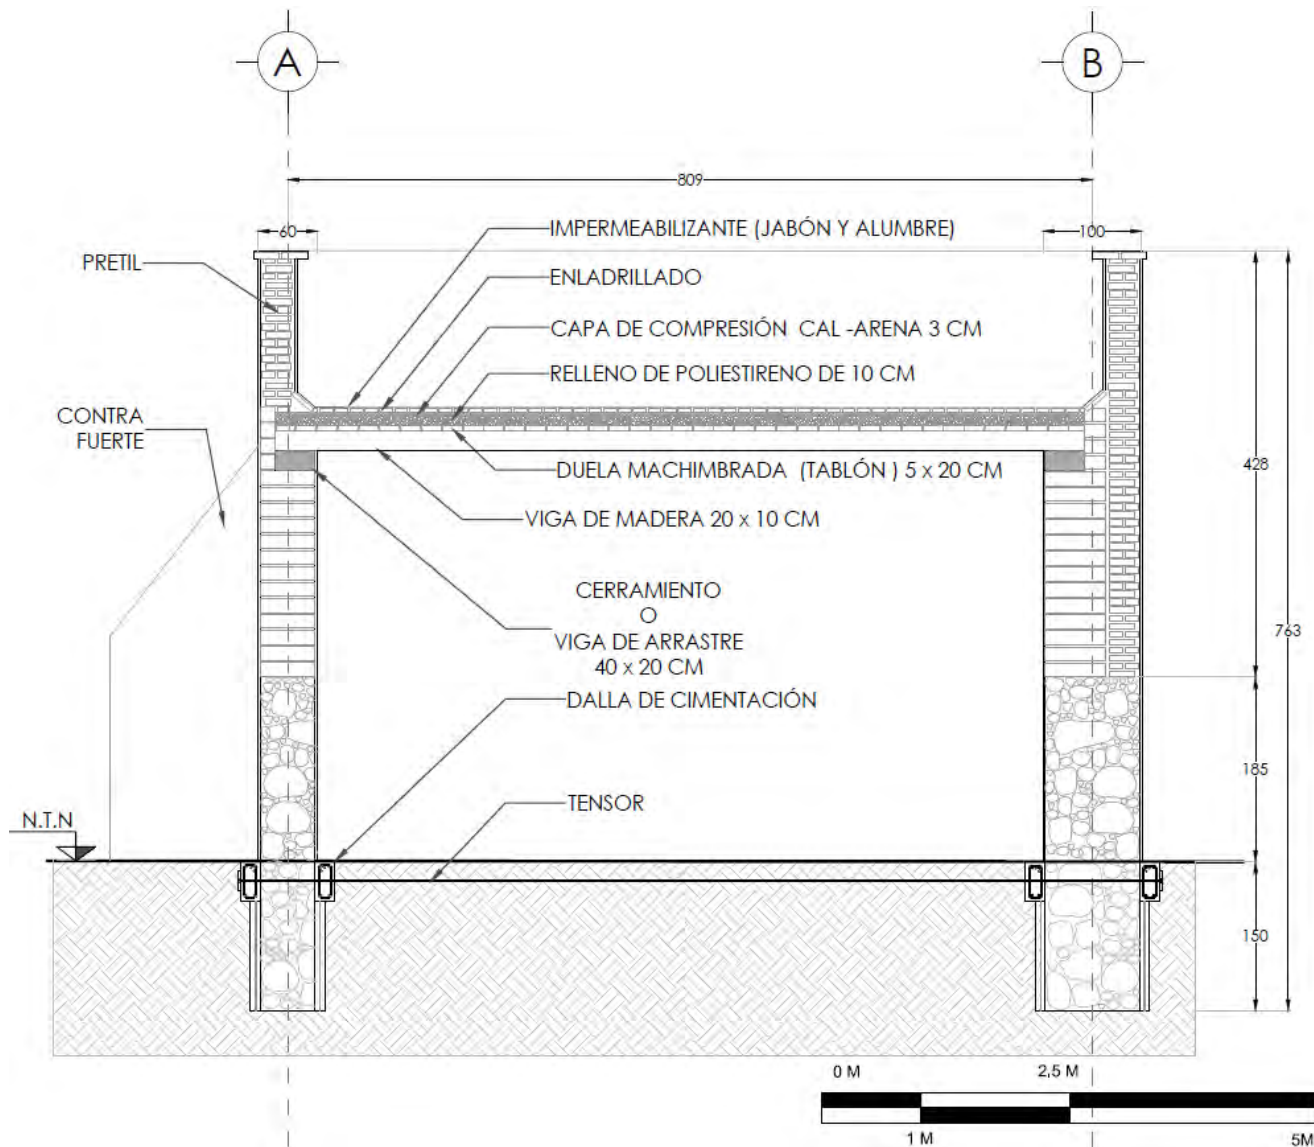 A
B
809
60
100
IMPERMEABILIZANTE (JABÓN Y ALUMBRE)
PRETIL
ENLADRILLADO
CAPA DE COMPRESIÓN CAL -ARENA 3 CM
RELLENO DE POLIESTIRENO DE 10 CM
CONTRA
FUERTE
DUELA MACHIMBRADA (TABLÓN ) 5 x 20 CM
428
VIGA DE MADERA 20 x 10 CM
CERRAMIENTO
O
VIGA DE ARRASTRE
40 x 20 CM
763
DALLA DE CIMENTACIÓN
185
TENSOR
N.T.N
150
0 M
2,5 M
1 M
5M